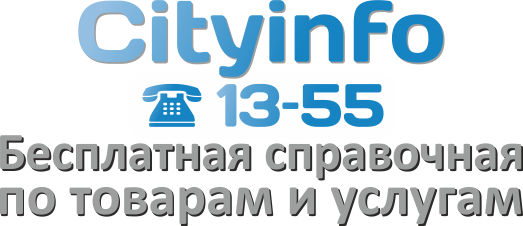 Cityinfo
☎ 13-55
Бесплатная справочная
по товарам и услугам